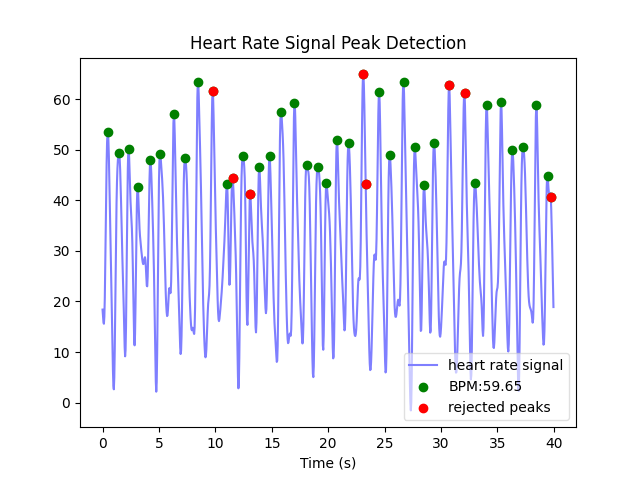 Heart Rate Signal Peak Detection
60
50
40
30
20
10
0
heart rate signal
BPM:59.65
rejected peaks
0 5 10 15 20 25 30 35 40
Time (s)